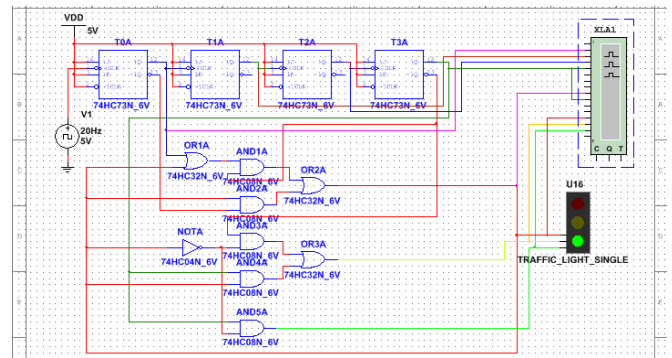 VDD
5V
T0A
T1A
T2A
T3A
XLA1
74HC73N_6V
74HC73N_6V
74HC73N_6V
74HC73N_6V
V1
20Hz
5V
C Q T
OR1A
AND1A
74HC32N_6V
74HC08N_6V
OR2A
AND2A
74HC32N_6V
74HC08N_6V
U16
NOTA
AND3A
74HC04N_6V
74HC08N_6V
OR3A
TRAFFIC_LIGHT_SINGLE
AND4A
74HC32N_6V
74HC08N_6V
AND5A
74HC08N_6V